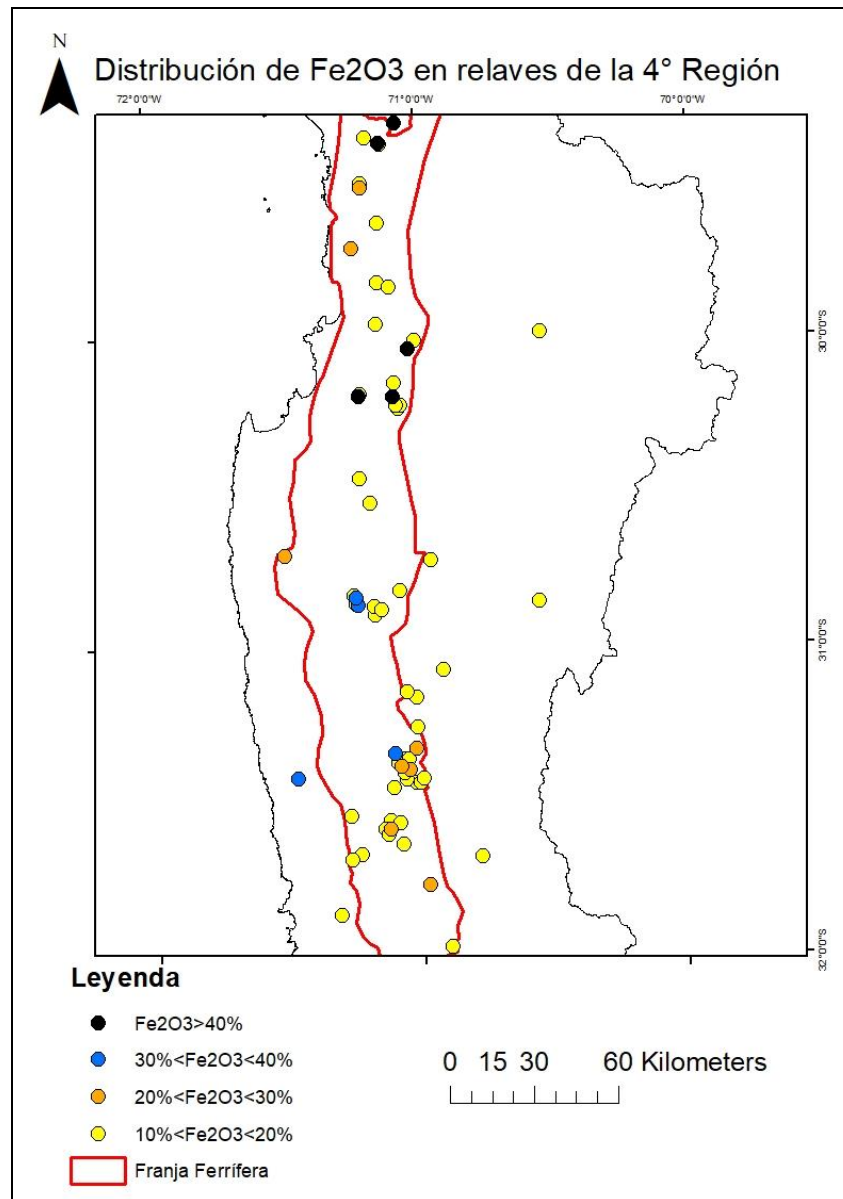 N
Distribución de Fe2O3 en relaves de la 4° Región
72°0'0"W
71°0'0"W
70°0'0"W
30°0'0"S
31°0'0"S
32°0'0"S
Leyenda
Fe2O3>40%
30%<Fe2O3<40%
20%<Fe2O3<30%
10%<Fe2O3<20%
Franja Ferrífera
0 15 30 60 Kilometers